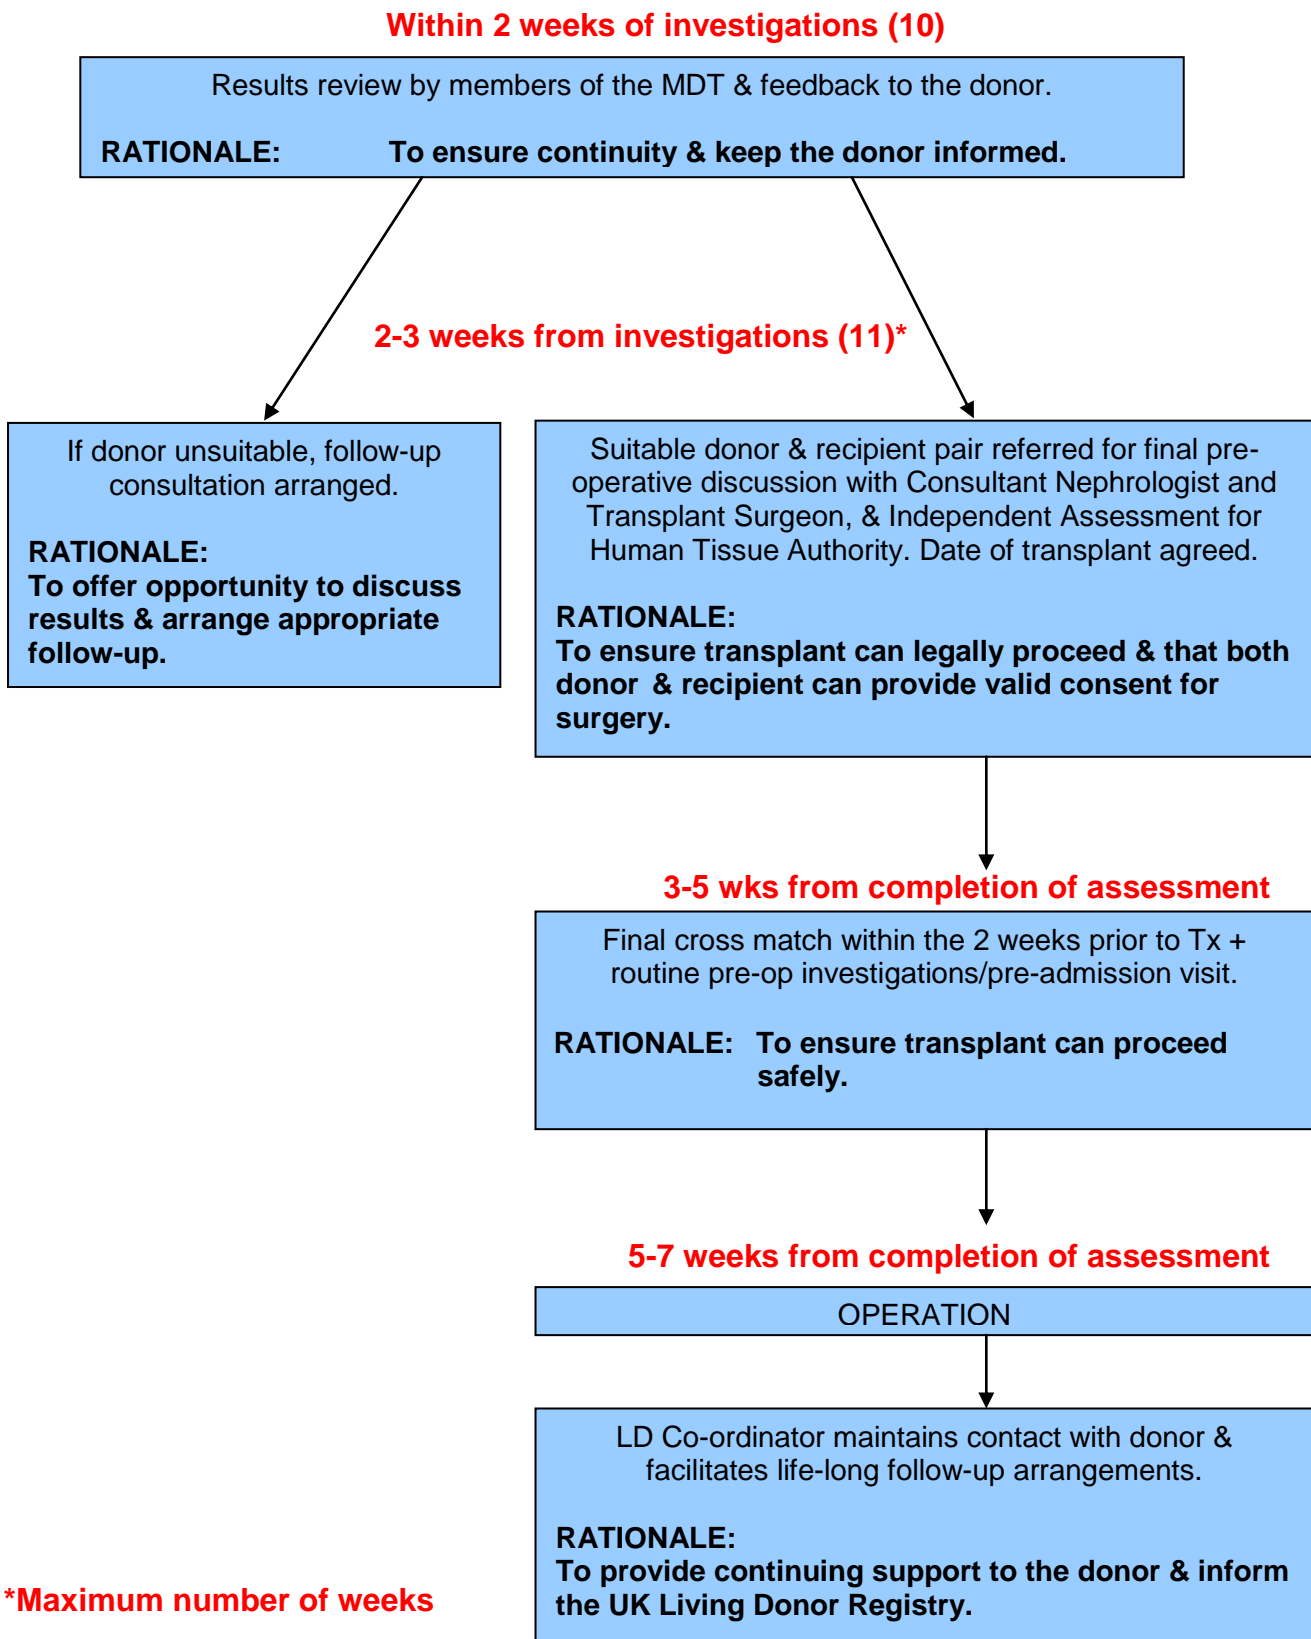 Within 2 weeks of investigations (10)
Results review by members of the MDT & feedback to the donor.
RATIONALE: To ensure continuity & keep the donor informed.
2-3 weeks from investigations (11)*
If donor unsuitable, follow-up
consultation arranged.
RATIONALE:
To offer opportunity to discuss
results & arrange appropriate
follow-up.
Suitable donor & recipient pair referred for final pre-
operative discussion with Consultant Nephrologist and
Transplant Surgeon, & Independent Assessment for
Human Tissue Authority. Date of transplant agreed.
RATIONALE:
To ensure transplant can legally proceed & that both
donor & recipient can provide valid consent for
surgery.
3-5 wks from completion of assessment
Final cross match within the 2 weeks prior to Tx +
routine pre-op investigations/pre-admission visit.
RATIONALE: To ensure transplant can proceed
safely.
5-7 weeks from completion of assessment
OPERATION
LD Co-ordinator maintains contact with donor &
facilitates life-long follow-up arrangements.
RATIONALE:
To provide continuing support to the donor & inform
the UK Living Donor Registry.
*Maximum number of weeks